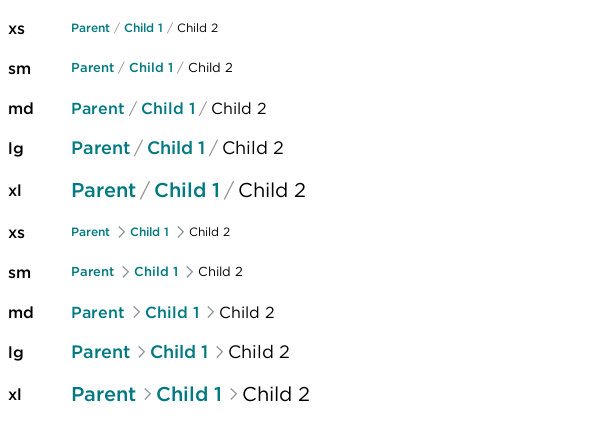 xs Parent / Child 1 / Child 2
sm Parent / Child 1 / Child 2
md Parent / Child 1 / Child 2
lg Parent / Child 1 / Child 2
xl Parent / Child 1 / Child 2
xs Parent > Child 1 > Child 2
sm Parent > Child 1 > Child 2
md Parent > Child 1 > Child 2
lg Parent > Child 1 > Child 2
xl Parent > Child 1 > Child 2